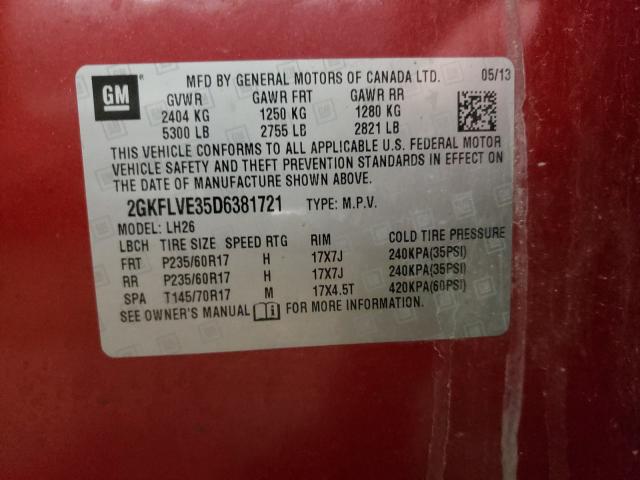 GM MFD BY GENERAL MOTORS OF CANADA LTD. 05/13
GVWR GAWR FRT GAWR RR
2404 KG 1250 KG 1280 KG
5300 LB 2755 LB 2821 LB
THIS VEHICLE CONFORMS TO ALL APPLICABLE U.S. FEDERAL MOTOR
VEHICLE SAFETY AND THEFT PREVENTION STANDARDS IN EFFECT ON
THE DATE OF MANUFACTURE SHOWN ABOVE.
2GKFLVE35D6381721 TYPE: M.P.V.
MODEL: LH26
LBCH TIRE SIZE SPEED RTG RIM COLD TIRE PRESSURE
FRT P235/60R17 H 17X7J 240KPA(35PSI)
RR P235/60R17 H 17X7J 240KPA(35PSI)
SPA T145/70R17 M 17X4.5T 420KPA(60PSI)
SEE OWNER'S MANUAL FOR MORE INFORMATION.